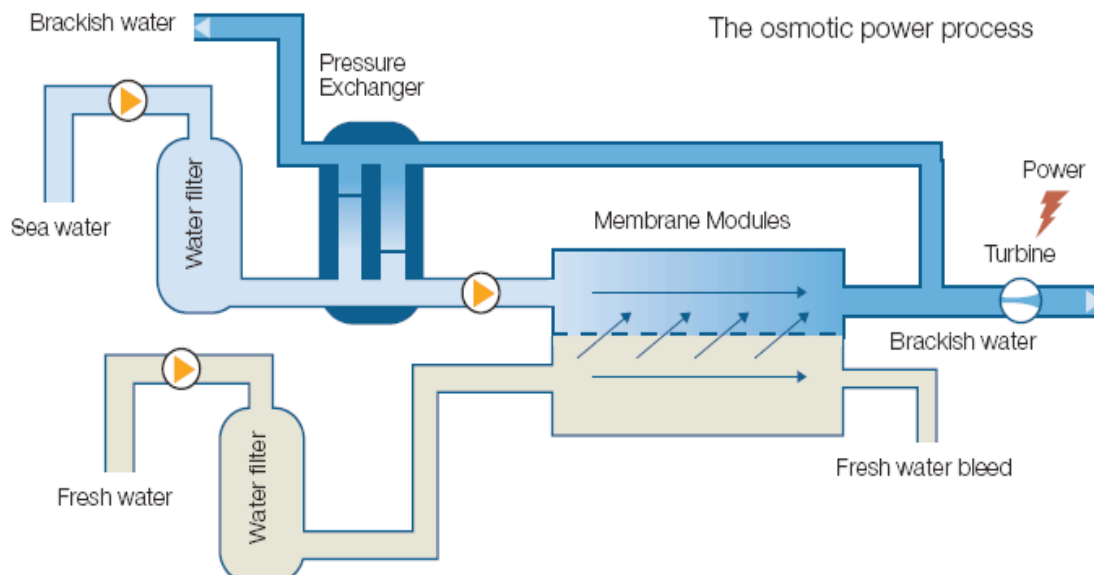 Brackish water
The osmotic power process
Pressure
Exchanger
Water filter
Sea water
Power
Membrane Modules
Turbine
Brackish water
Water filter
Fresh water
Fresh water bleed